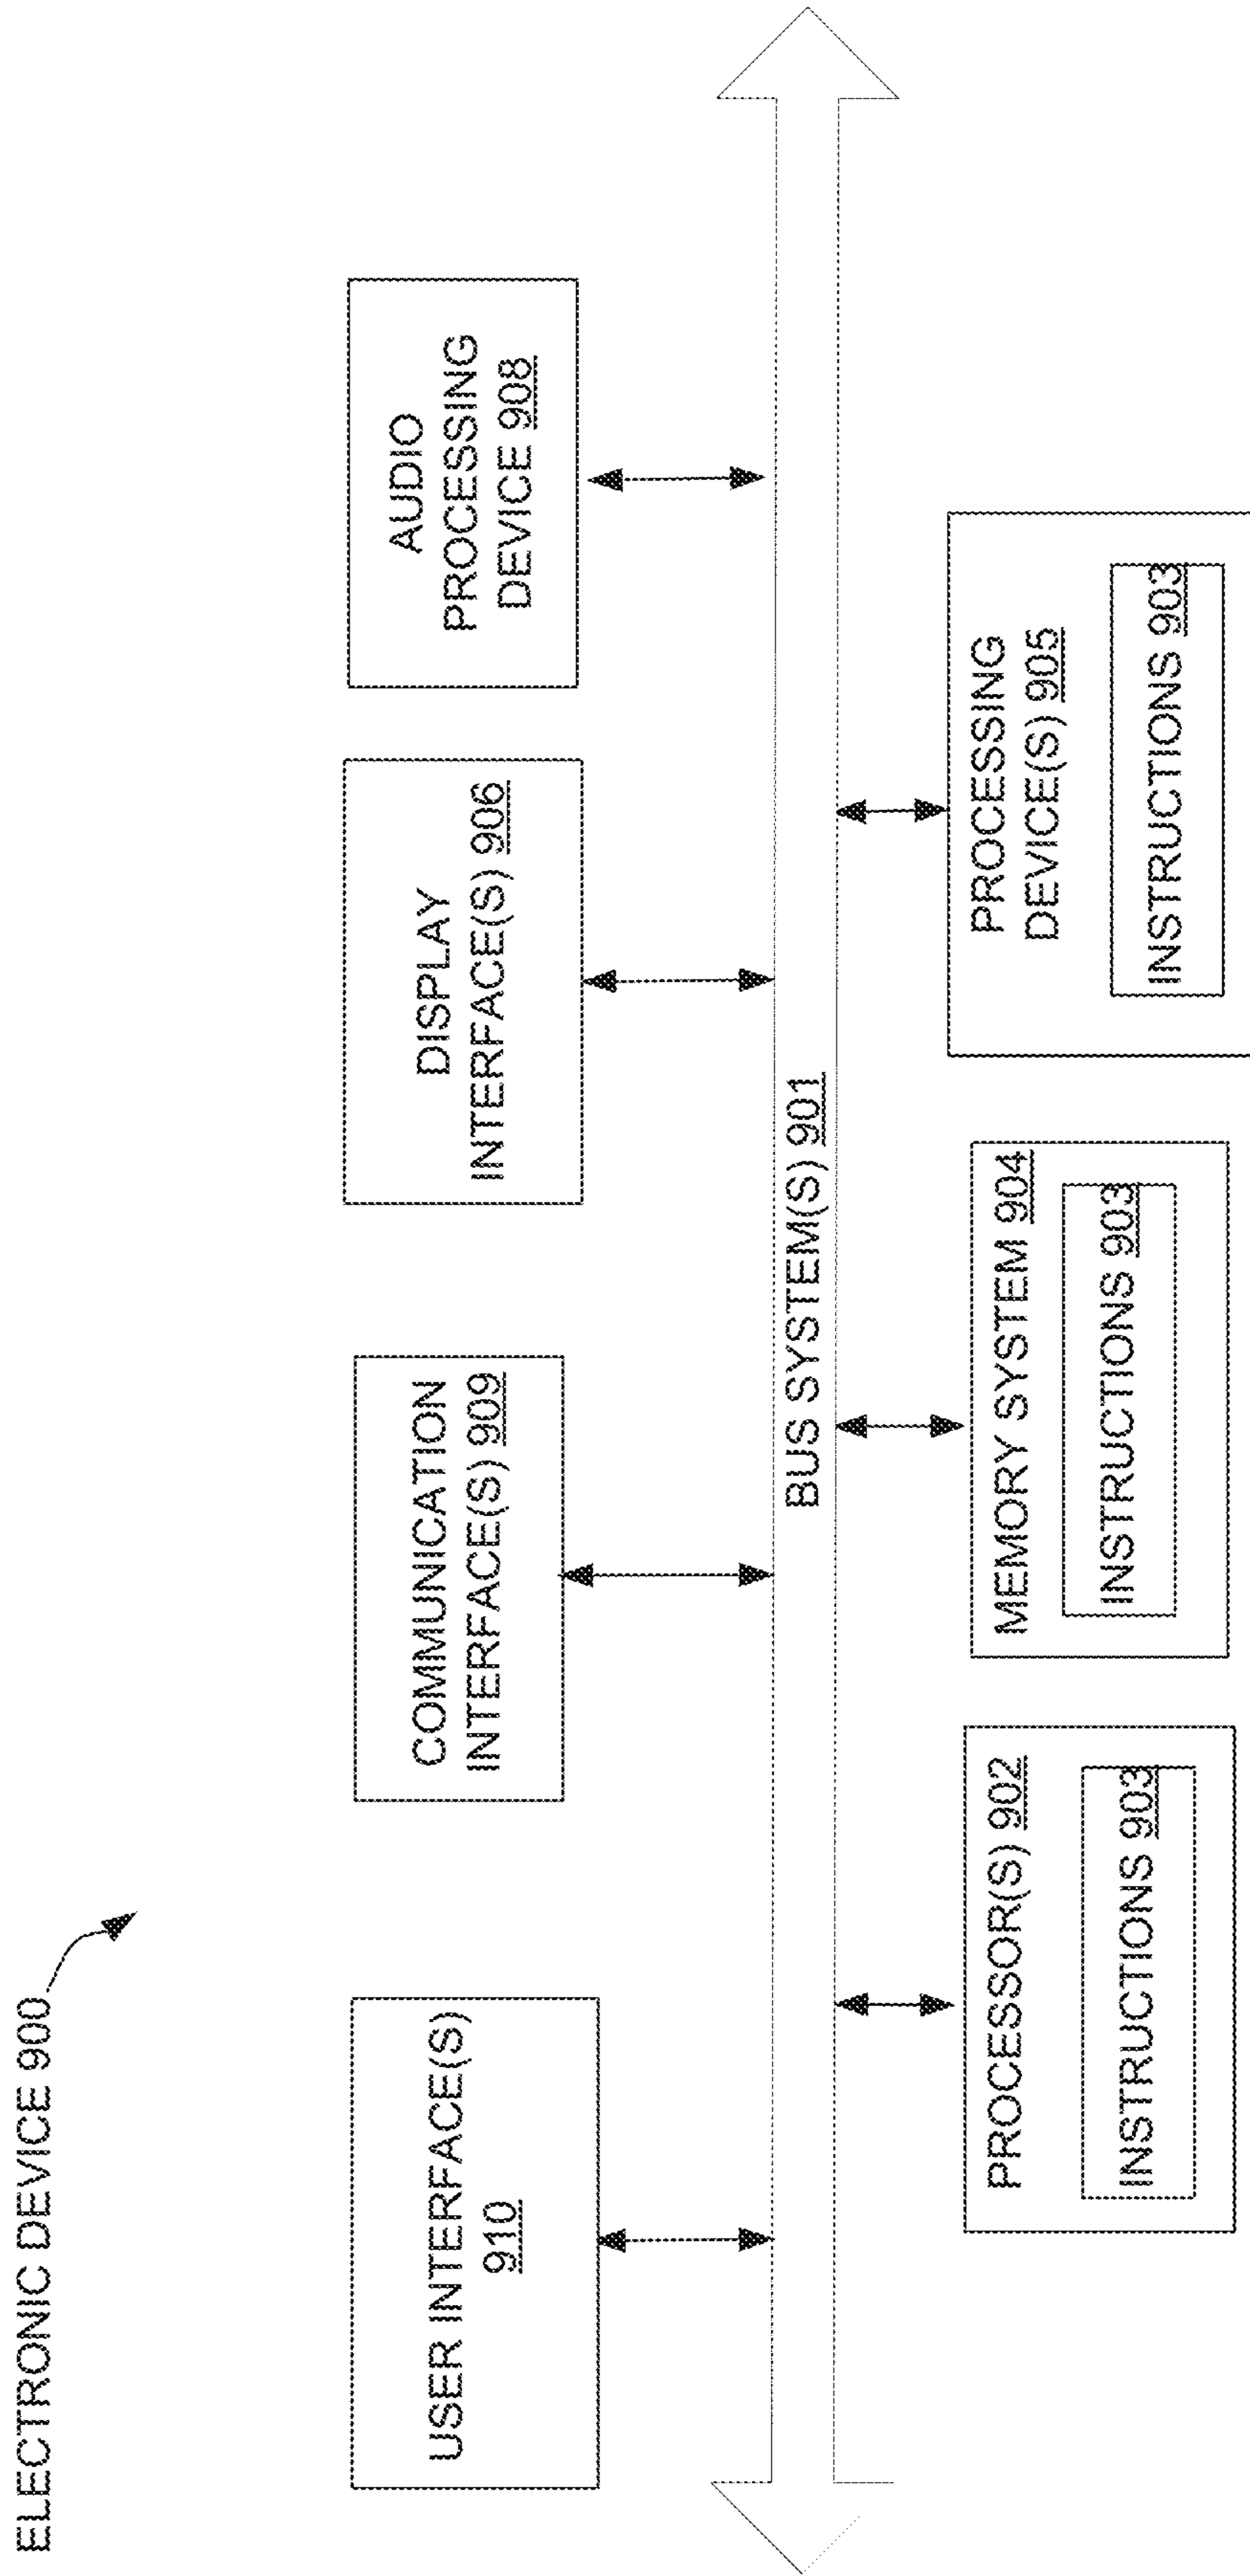 ELECTRONIC DEVICE 900
USER INTERFACE(S)
910
COMMUNICATION
INTERFACE(S) 909
DISPLAY
INTERFACE(S) 906
AUDIO
PROCESSING
DEVICE 908
BUS SYSTEM(S) 901
PROCESSOR(S) 902
INSTRUCTIONS 903
MEMORY SYSTEM 904
INSTRUCTIONS 903
PROCESSING
DEVICE(S) 905
INSTRUCTIONS 903